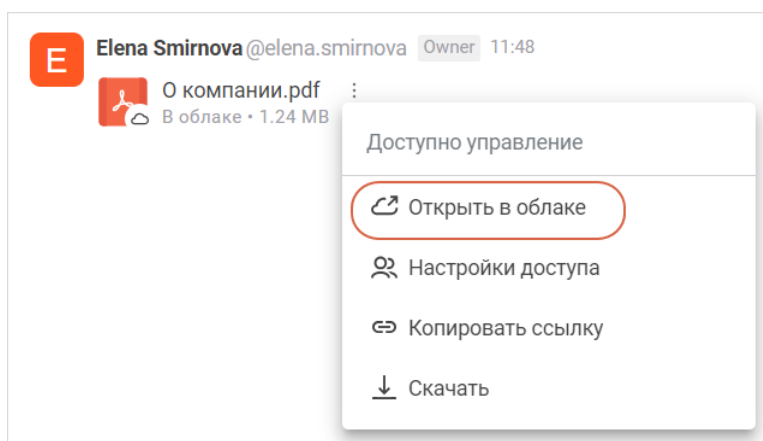 E
Elena Smirnova @elena.smirnova Owner 11:48
О компании.pdf
В облаке • 1.24 MB
Доступно управление
Открыть в облаке
Настройки доступа
Копировать ссылку
Скачать